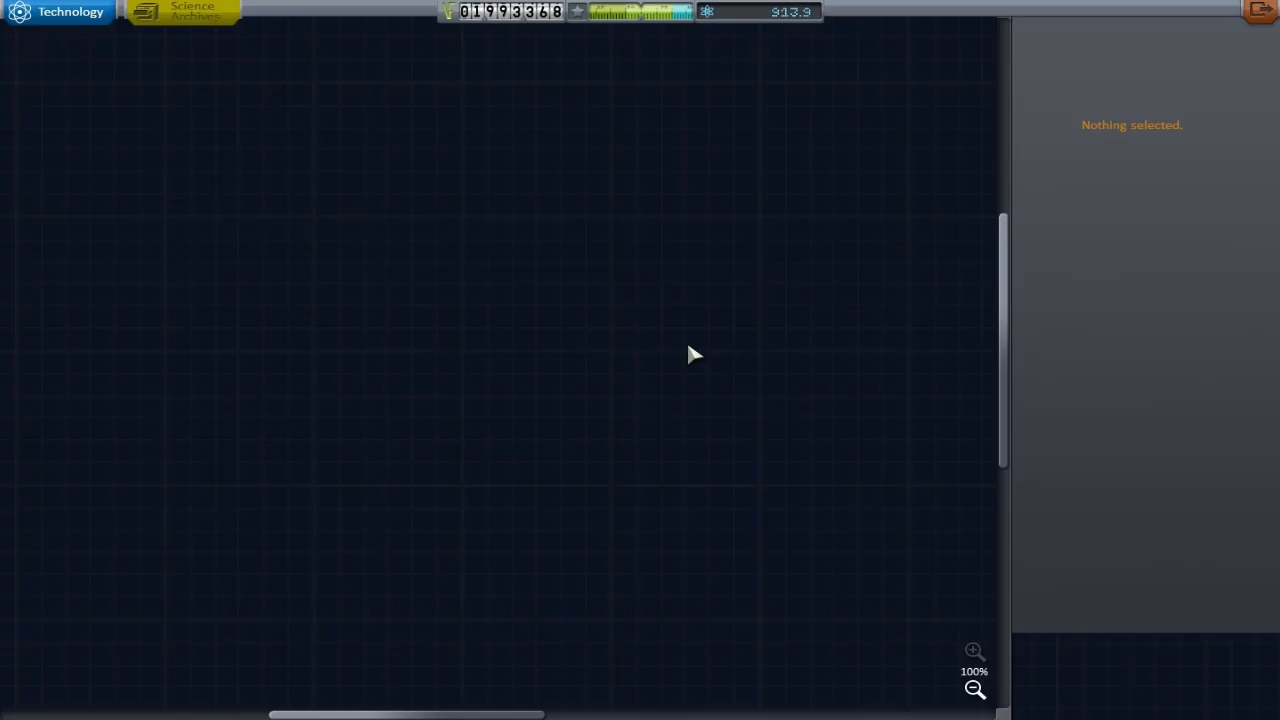 Technology
Science
Archives
01993368
913.9
Nothing selected.
100%